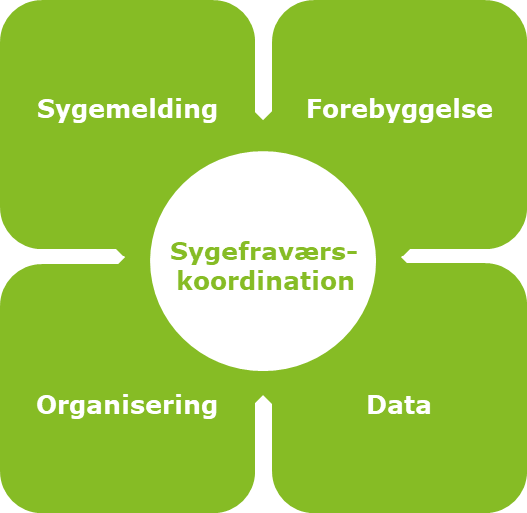 Sygemelding
Forebyggelse
Sygefraværs-
koordination
Organisering
Data